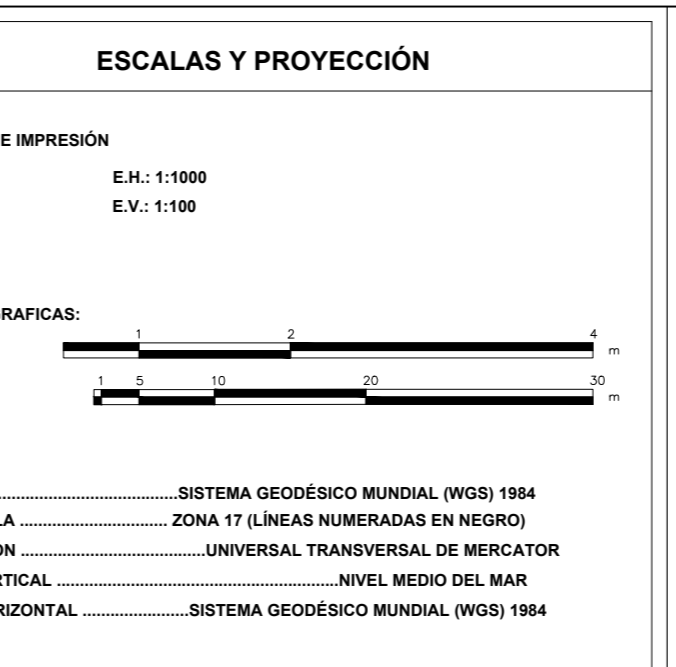 ESCALAS Y PROYECCIÓN
E IMPRESIÓN
E.H.: 1:1000
E.V.: 1:100
GRAFICAS:
1 2 4
m
1 5 10 20 30
m
........................................SISTEMA GEODÉSICO MUNDIAL (WGS) 1984
LA ................................ ZONA 17 (LÍNEAS NUMERADAS EN NEGRO)
ÓN ........................................UNIVERSAL TRANSVERSAL DE MERCATOR
RTICAL .............................................................NIVEL MEDIO DEL MAR
RIZONTAL .......................SISTEMA GEODÉSICO MUNDIAL (WGS) 1984